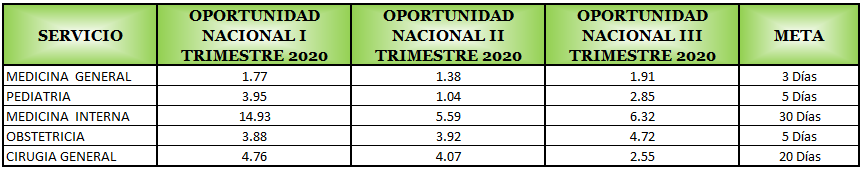 SERVICIO OPORTUNIDAD NACIONAL I TRIMESTRE 2020 OPORTUNIDAD NACIONAL II TRIMESTRE 2020 OPORTUNIDAD NACIONAL III TRIMESTRE 2020 META
MEDICINA GENERAL 1.77 1.38 1.91 3 Días
PEDIATRIA 3.95 1.04 2.85 5 Días
MEDICINA INTERNA 14.93 5.59 6.32 30 Días
OBSTETRICIA 3.88 3.92 4.72 5 Días
CIRUGIA GENERAL 4.76 4.07 2.55 20 Días